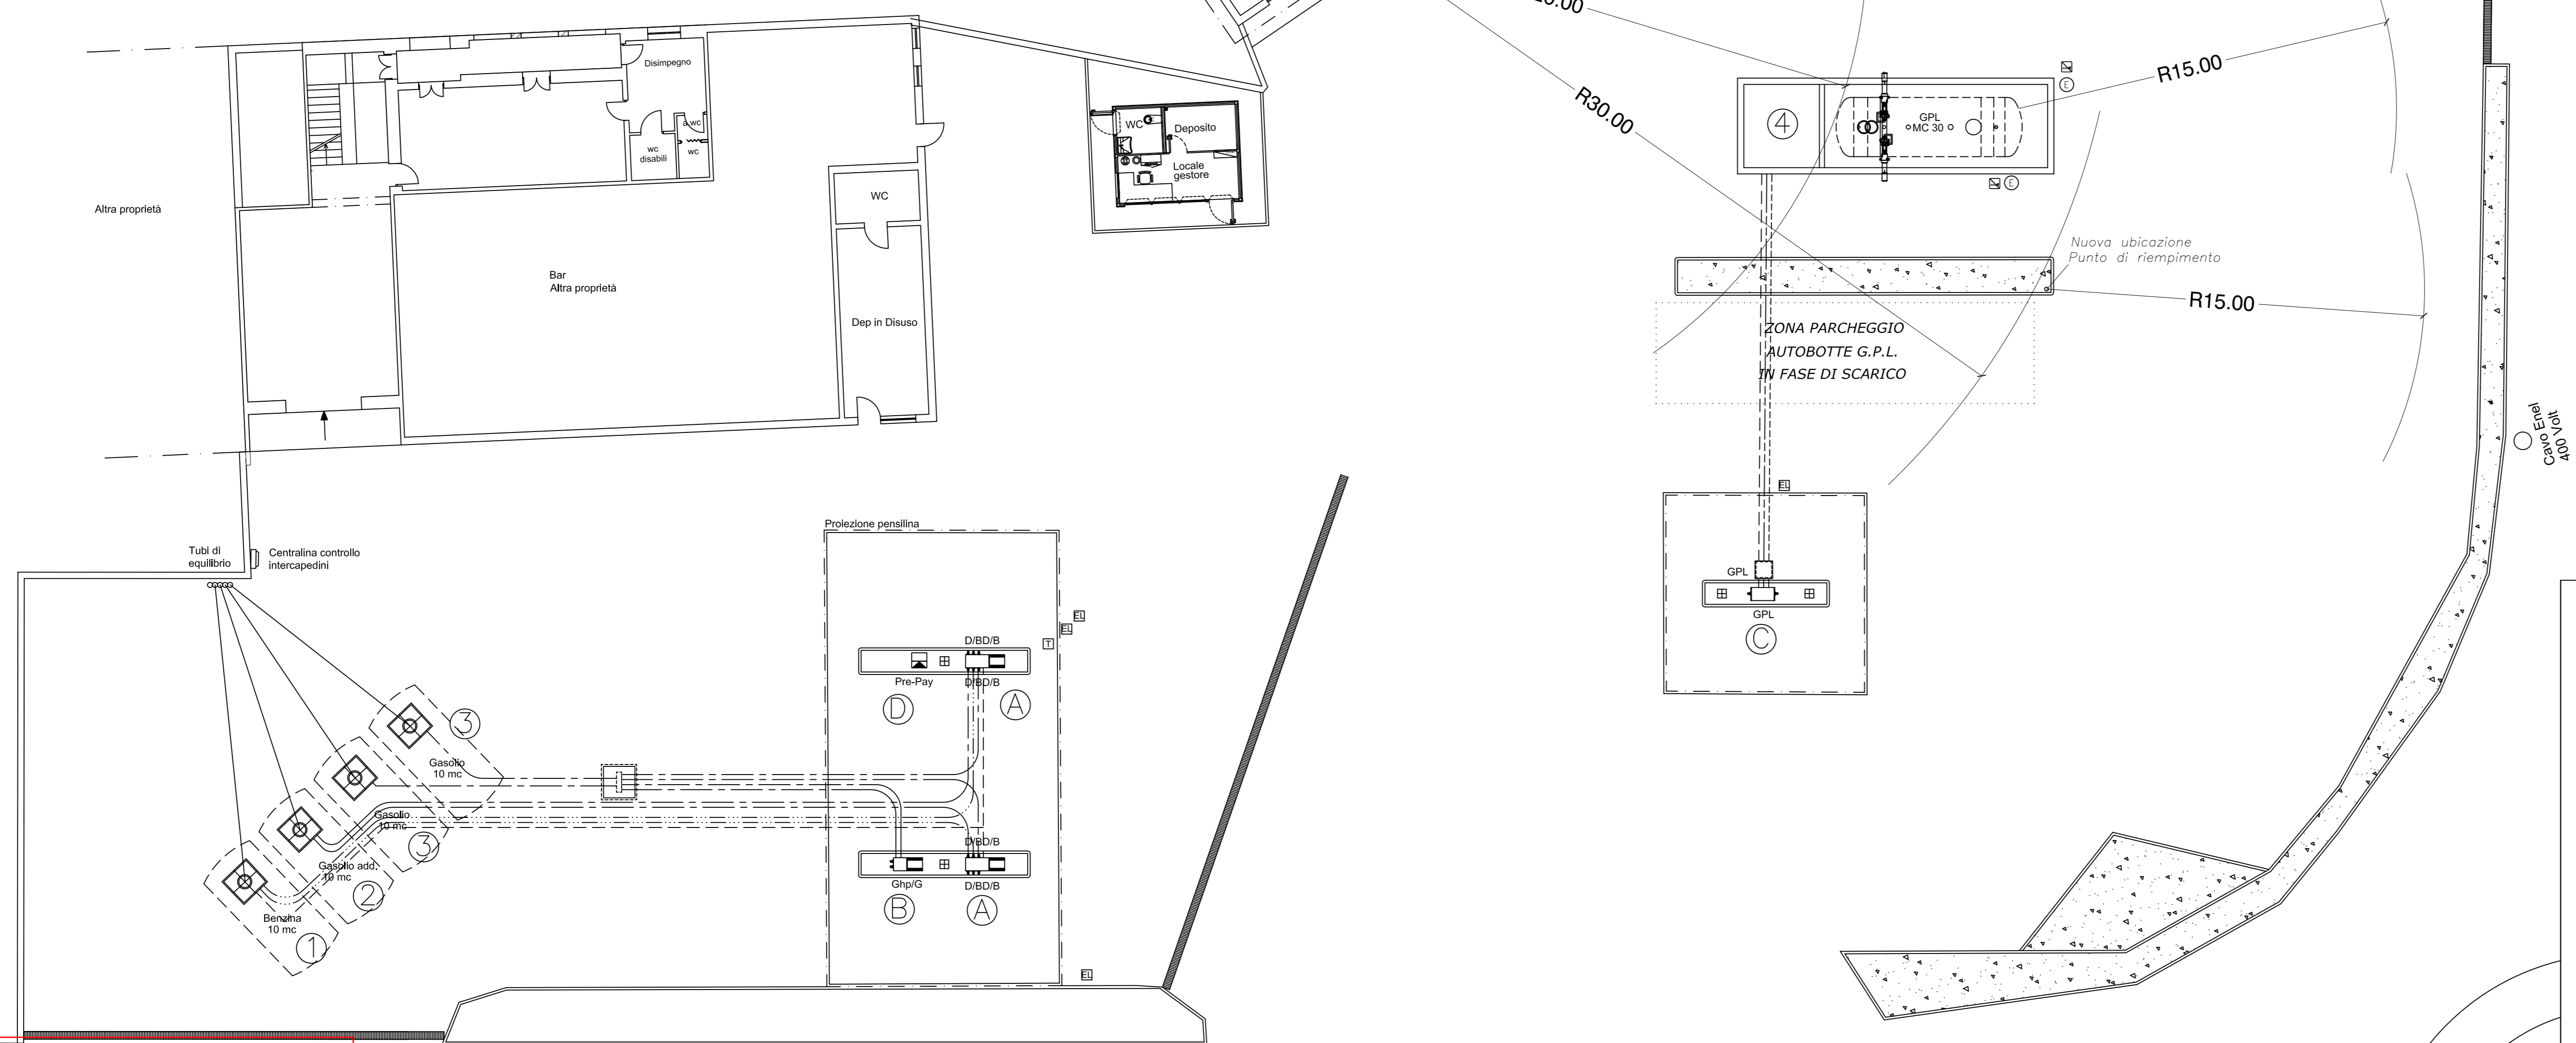 Disimpegno
a wc
wc
disabili
wc
Altra proprietà
Bar
Altra proprietà
WC
Dep in Disuso
WC
Deposito
Locale
gestore
R30.00
R15.00
4
GPL
MC 30
E
E
Nuova ubicazione
Punto di riempimento
R15.00
ZONA PARCHEGGIO
AUTOBOTTE G.P.L.
IN FASE DI SCARICO
Cavo Enel
400 Volt
EL
GPL
GPL
C
Tubi di
equilibrio
Centralina controllo
intercapedini
Proiezione pensilina
EL
EL
T
D/BD/B
Pre-Pay
D/BD/B
D
A
3
Gasolio
10 mc
Gasolio
10 mc
3
Gasolio add.
10 mc
2
Benzina
10 mc
1
D/BD/B
Ghp/G
D/BD/B
B
A
EL